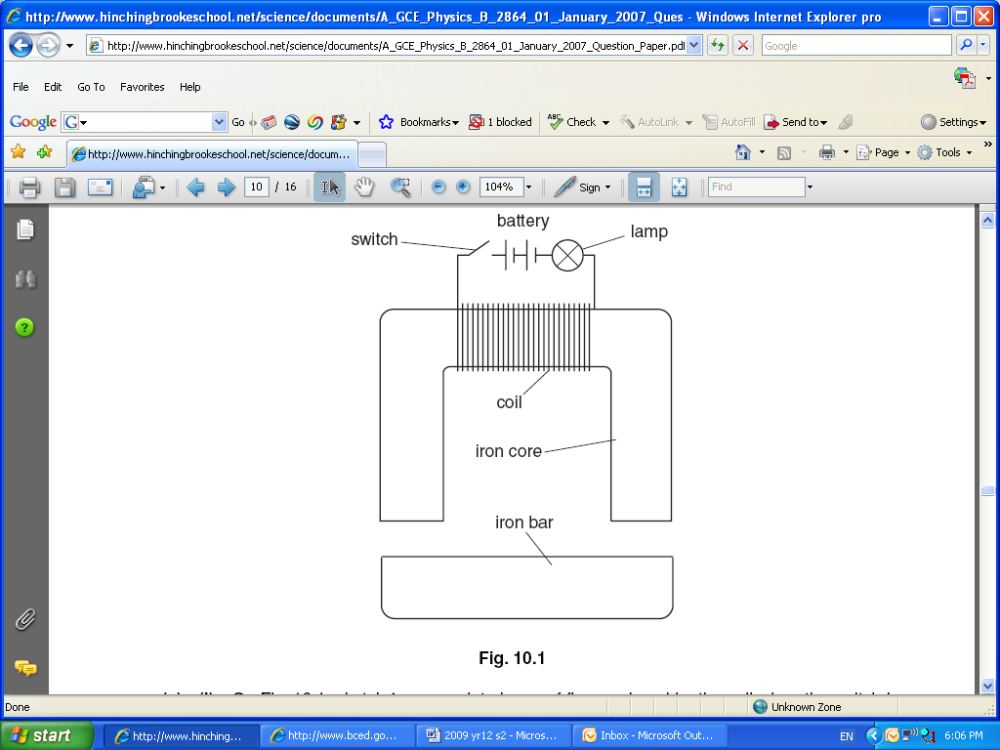 http://www.hinchingbrookeschool.net/science/documents/A_GCE_Physics_B_2864_01_January_2007_Ques - Windows Internet Explorer pro
http://www.hinchingbrookeschool.net/science/documents/A_GCE_Physics_B_2864_01_January_2007_Question_Paper.pdf
Google
File Edit Go To Favorites Help
Google G Go Bookmarks 1 blocked ABC Check AutoLink AutoFill Send to Settings
http://www.hinchingbrookeschool.net/science/docum... Page Tools »
10 / 16 104% Sign Find
battery
switch
lamp
coil
iron core
iron bar
Fig. 10.1
Done Unknown Zone
start http://www.hinching... http://www.bced.go... 2009 yr12 s2 - Micros... Inbox - Microsoft Out... EN 6:06 PM